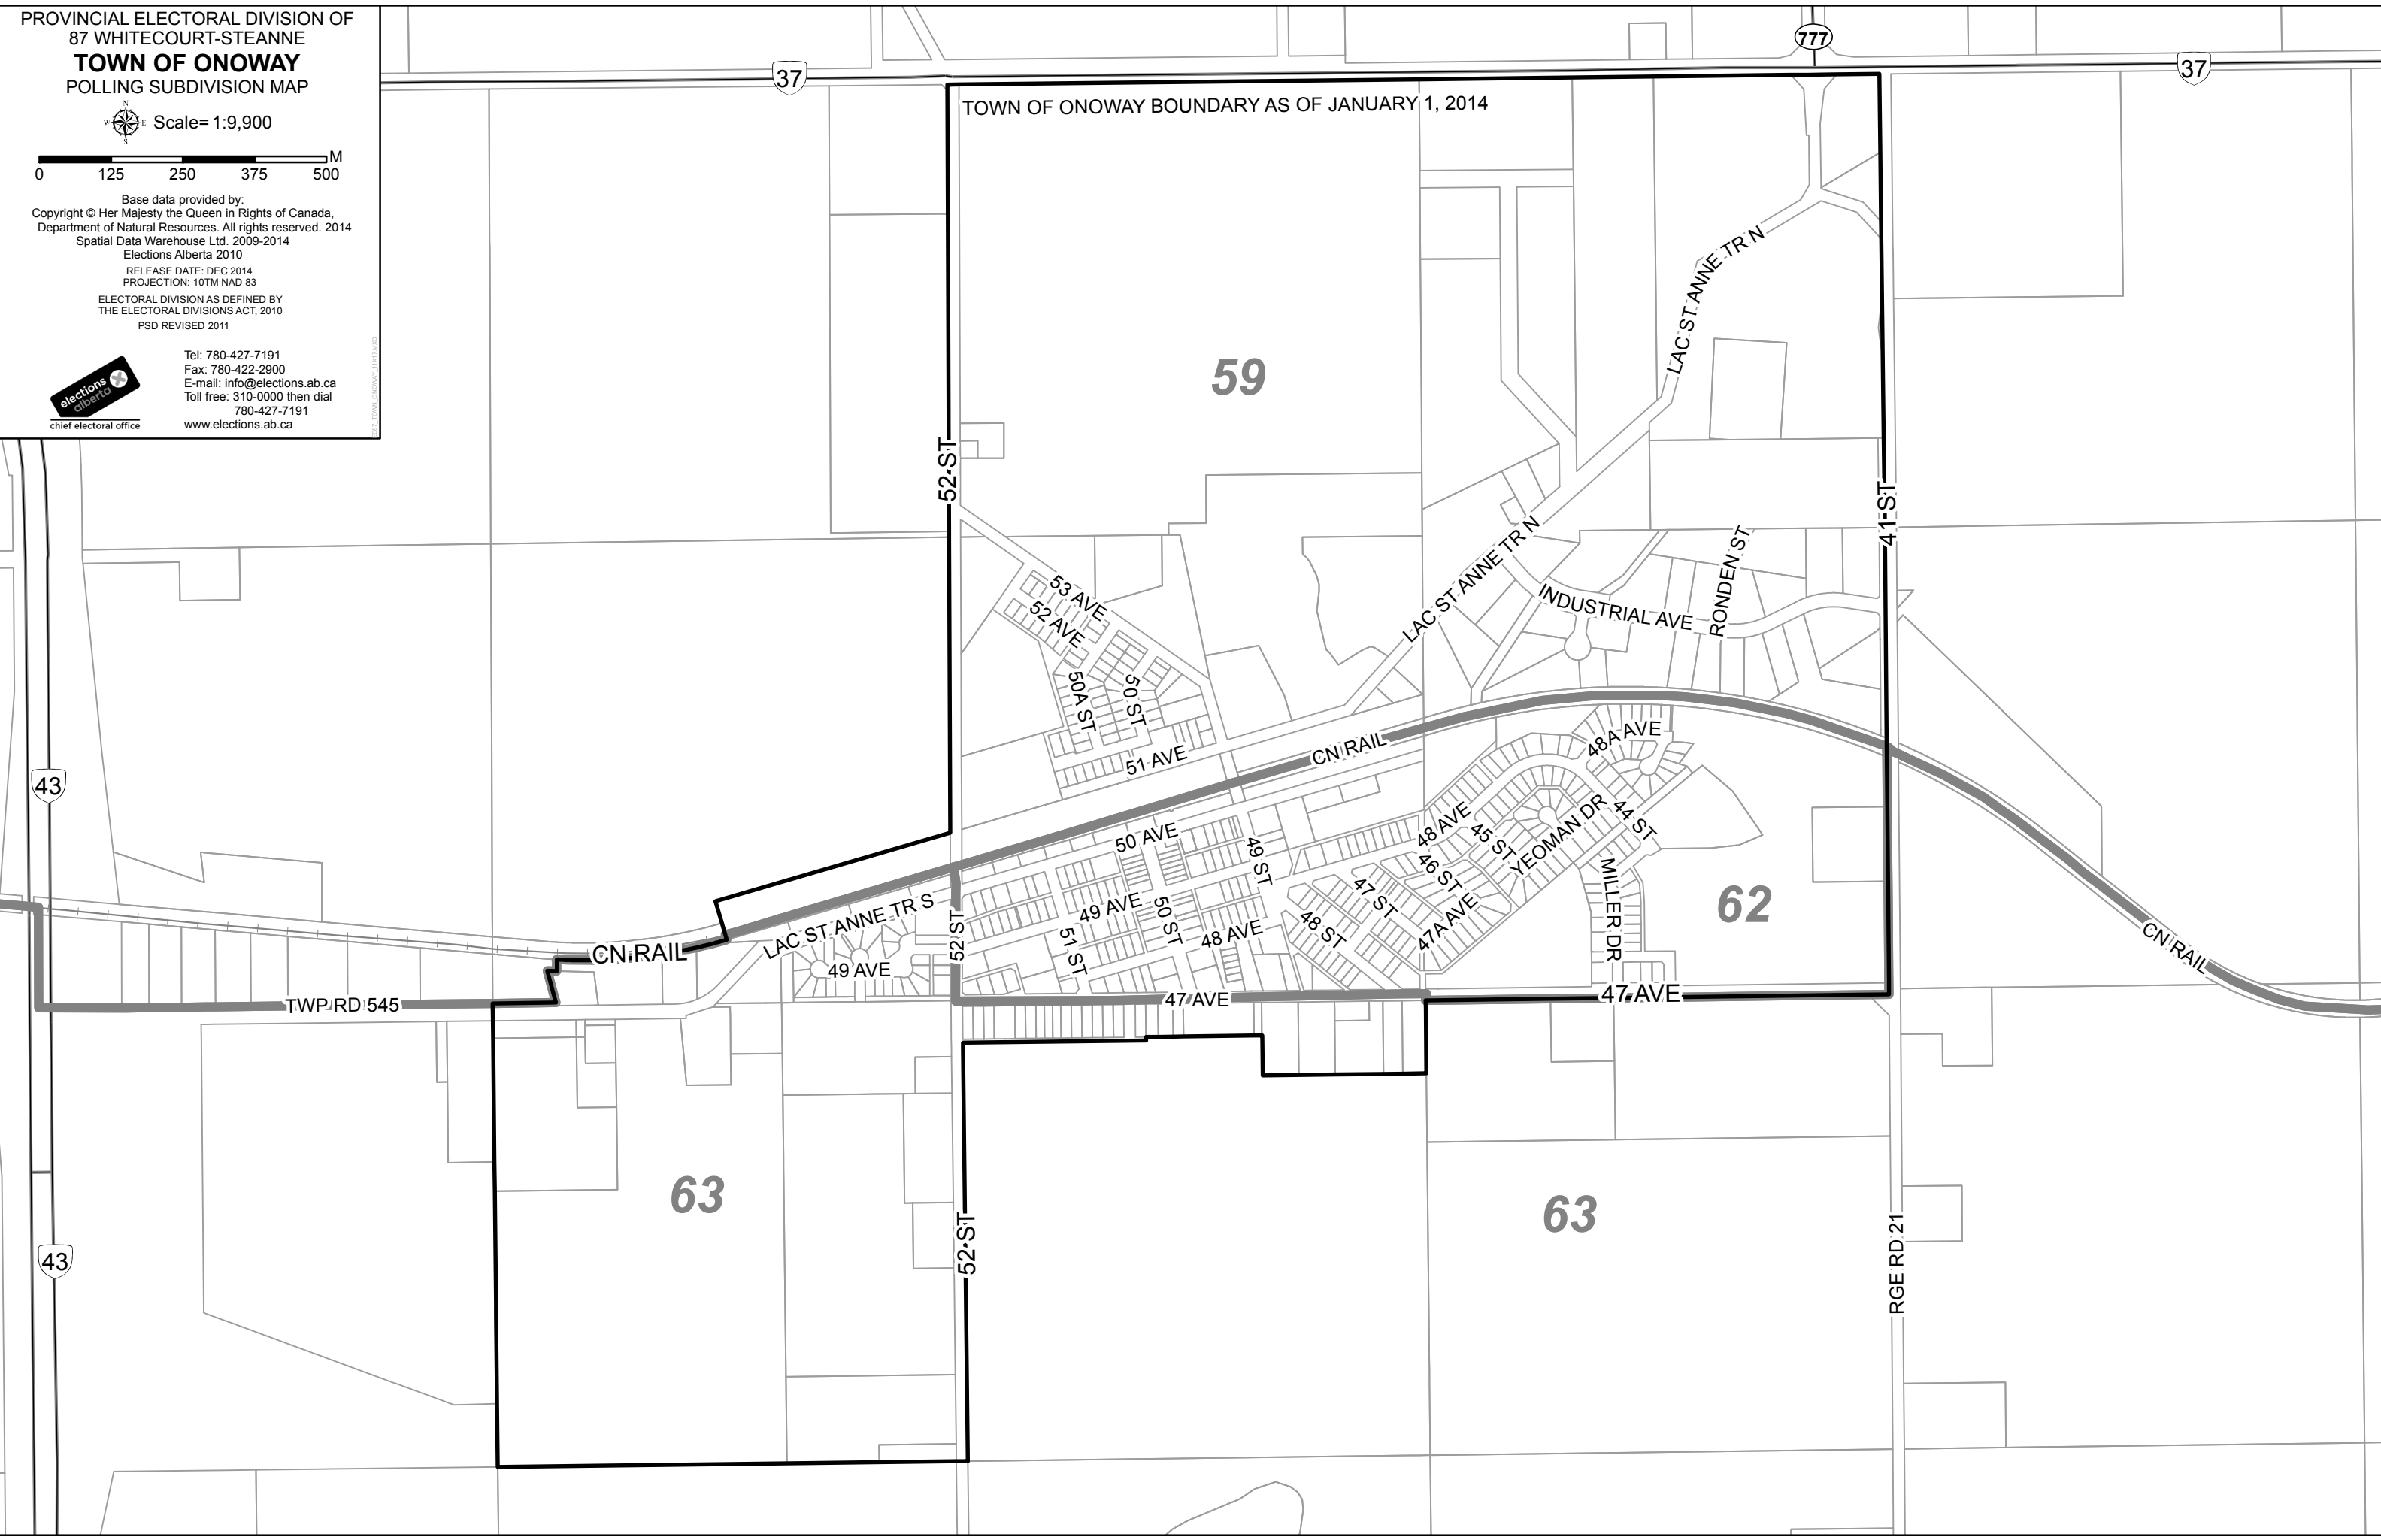 PROVINCIAL ELECTORAL DIVISION OF
87 WHITECOURT-STEANNE
TOWN OF ONOWAY
POLLING SUBDIVISION MAP
N
W E
S
Scale= 1:9,900
M
0 125 250 375 500
Base data provided by:
Copyright © Her Majesty the Queen in Rights of Canada,
Department of Natural Resources. All rights reserved. 2014
Spatial Data Warehouse Ltd. 2009-2014
Elections Alberta 2010
RELEASE DATE: DEC 2014
PROJECTION: 10TM NAD 83
ELECTORAL DIVISION AS DEFINED BY
THE ELECTORAL DIVISIONS ACT, 2010
PSD REVISED 2011
elections
alberta
chief electoral office
Tel: 780-427-7191
Fax: 780-422-2900
E-mail: info@elections.ab.ca
Toll free: 310-0000 then dial
780-427-7191
www.elections.ab.ca
777
37
37
TOWN OF ONOWAY BOUNDARY AS OF JANUARY 1, 2014
LAC ST ANNE TR N
59
52 ST
41 ST
LAC ST ANNE TR N
RONDEN ST
INDUSTRIAL AVE
53 AVE
52 AVE
50A ST
50 ST
51 AVE
CN RAIL
48A AVE
43
50 AVE
49 ST
48 AVE
45 ST
YEOMAN DR
44 ST
46 ST
47 ST
47A AVE
48 ST
MILLER DR
62
LAC ST ANNE TR S
52 ST
49 AVE
50 ST
48 AVE
51 ST
49 AVE
CN RAIL
CN RAIL
TWP RD 545
47 AVE
47 AVE
63
63
52 ST
43
RGE RD 21